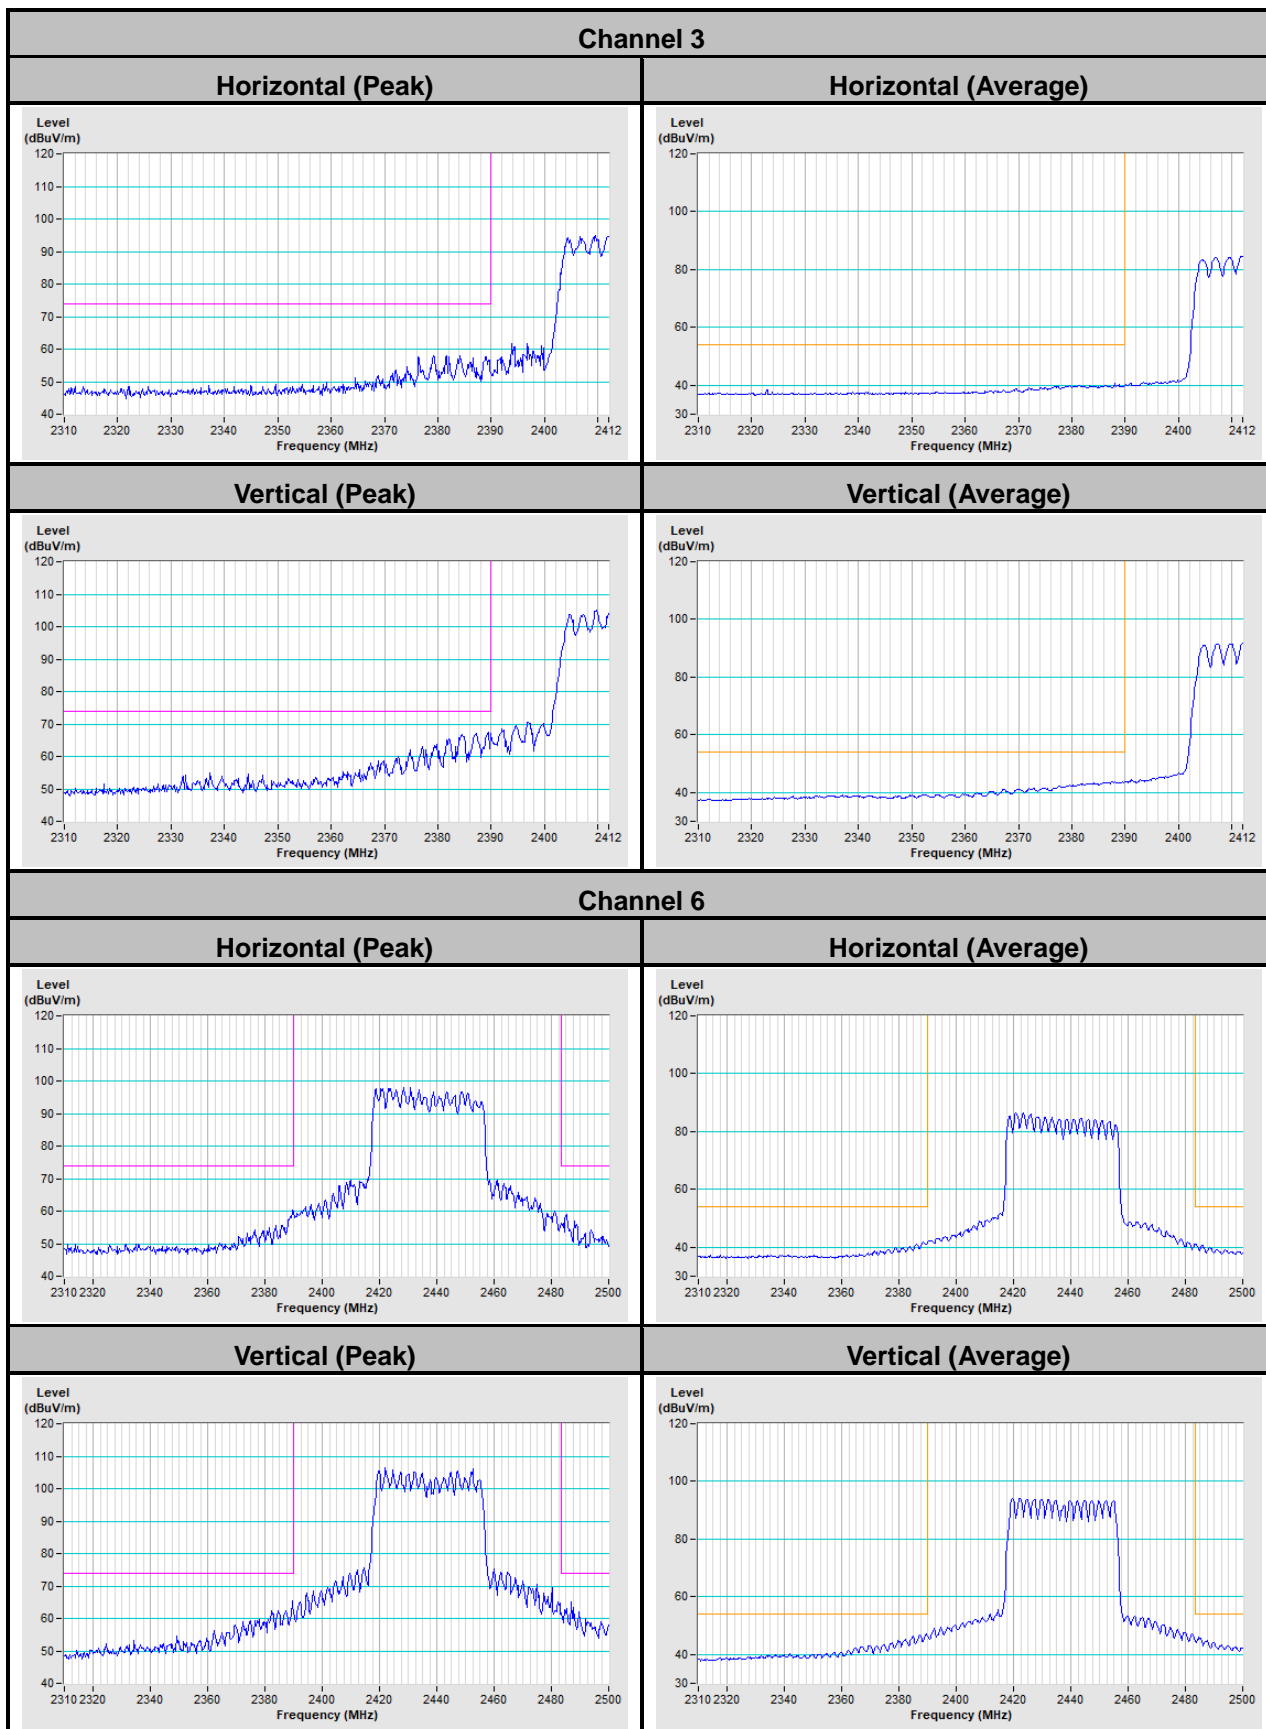 Channel 3
Horizontal (Peak)
Horizontal (Average)
Level
(dBuV/m)
120
110
100
90
80
70
60
50
40
2310 2320 2330 2340 2350 2360 2370 2380 2390 2400 2412
Frequency (MHz)
Level
(dBuV/m)
120
100
80
60
40
30
2310 2320 2330 2340 2350 2360 2370 2380 2390 2400 2412
Frequency (MHz)
Vertical (Peak)
Vertical (Average)
Level
(dBuV/m)
120
110
100
90
80
70
60
50
40
2310 2320 2330 2340 2350 2360 2370 2380 2390 2400 2412
Frequency (MHz)
Level
(dBuV/m)
120
100
80
60
40
30
2310 2320 2330 2340 2350 2360 2370 2380 2390 2400 2412
Frequency (MHz)
Channel 6
Horizontal (Peak)
Horizontal (Average)
Level
(dBuV/m)
120
110
100
90
80
70
60
50
40
2310 2320 2340 2360 2380 2400 2420 2440 2460 2480 2500
Frequency (MHz)
Level
(dBuV/m)
120
100
80
60
40
30
2310 2320 2340 2360 2380 2400 2420 2440 2460 2480 2500
Frequency (MHz)
Vertical (Peak)
Vertical (Average)
Level
(dBuV/m)
120
110
100
90
80
70
60
50
40
2310 2320 2340 2360 2380 2400 2420 2440 2460 2480 2500
Frequency (MHz)
Level
(dBuV/m)
120
100
80
60
40
30
2310 2320 2340 2360 2380 2400 2420 2440 2460 2480 2500
Frequency (MHz)